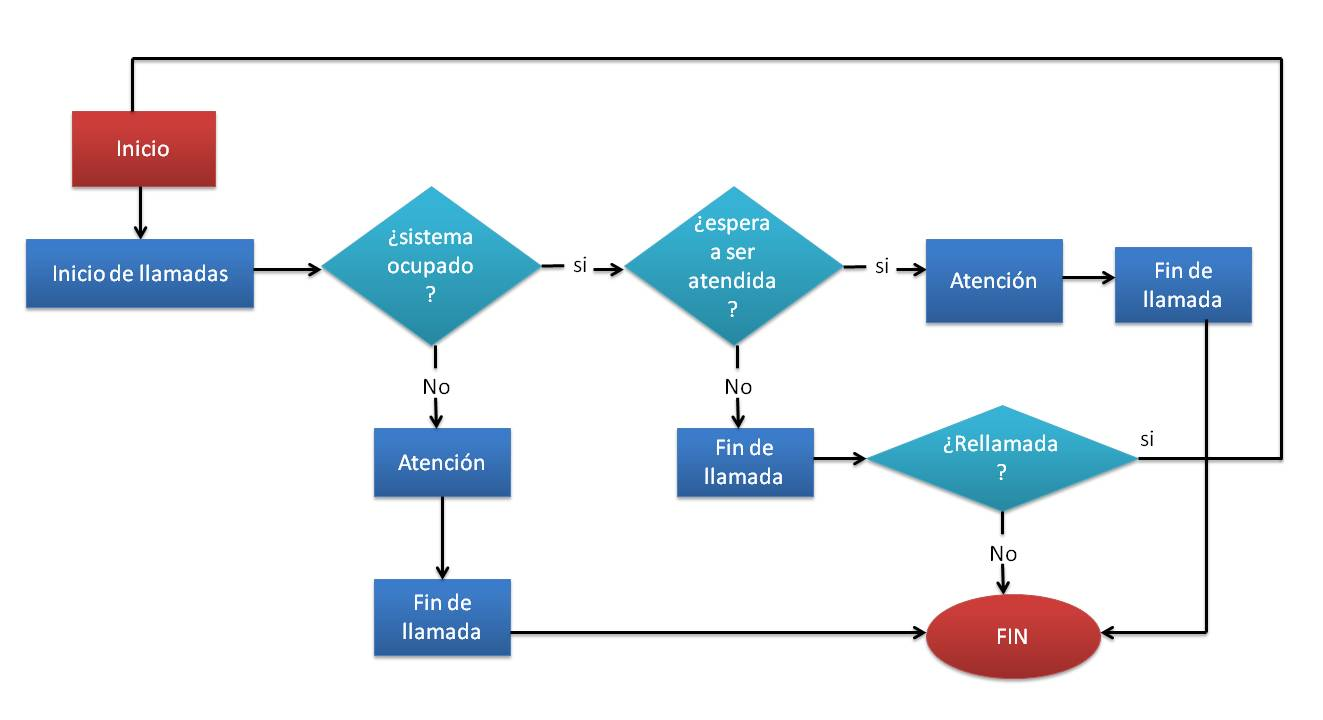 Inicio
Inicio de llamadas
¿sistema
ocupado
?
si
¿espera
a ser
atendida
?
si
Atención
Fin de
llamada
No
No
Atención
Fin de
llamada
¿Rellamada
?
si
No
Fin de
llamada
FIN